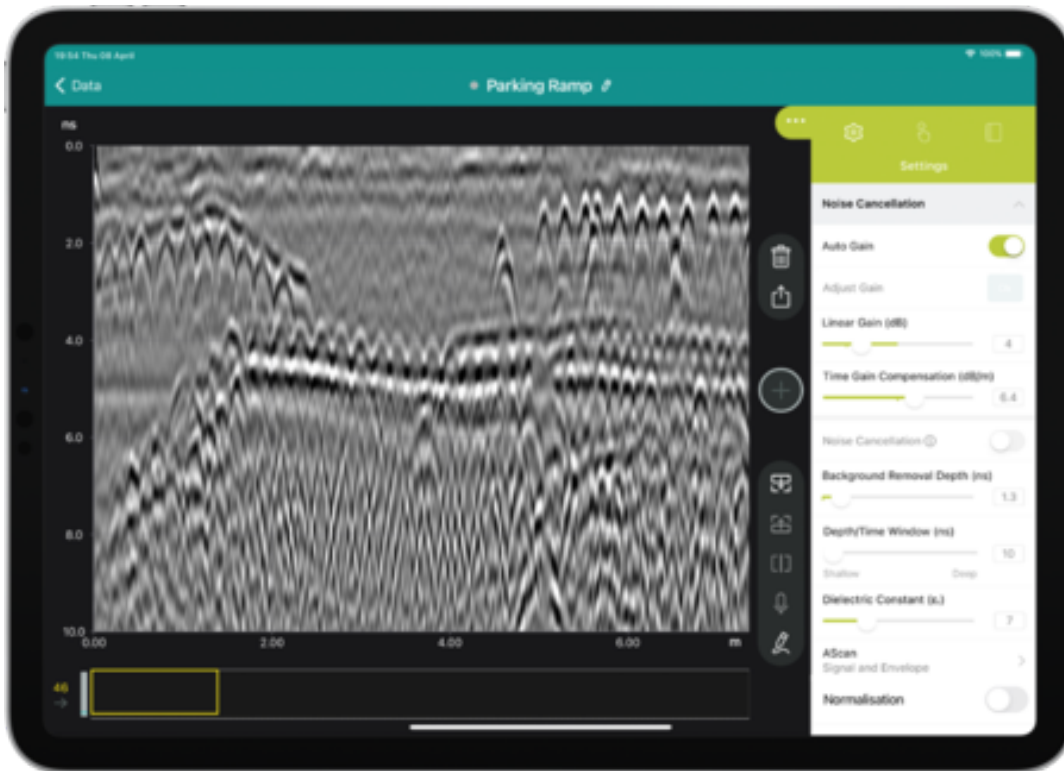 19:54 Thu 08 April
100%
Data
Parking Ramp
ns
0.0
2.0
4.0
6.0
8.0
10.0
0.00
2.00
4.00
6.00
m
46
Settings
Noise Cancellation
Auto Gain
Adjust Gain
Linear Gain (dB)
4
Time Gain Compensation (dB/m)
6.4
Noise Cancellation
Background Removal Depth (ns)
1.3
Depth/Time Window (ns)
10
Shallow Deep
Dielectric Constant (εᵣ)
7
AScan
Signal and Envelope
Normalisation